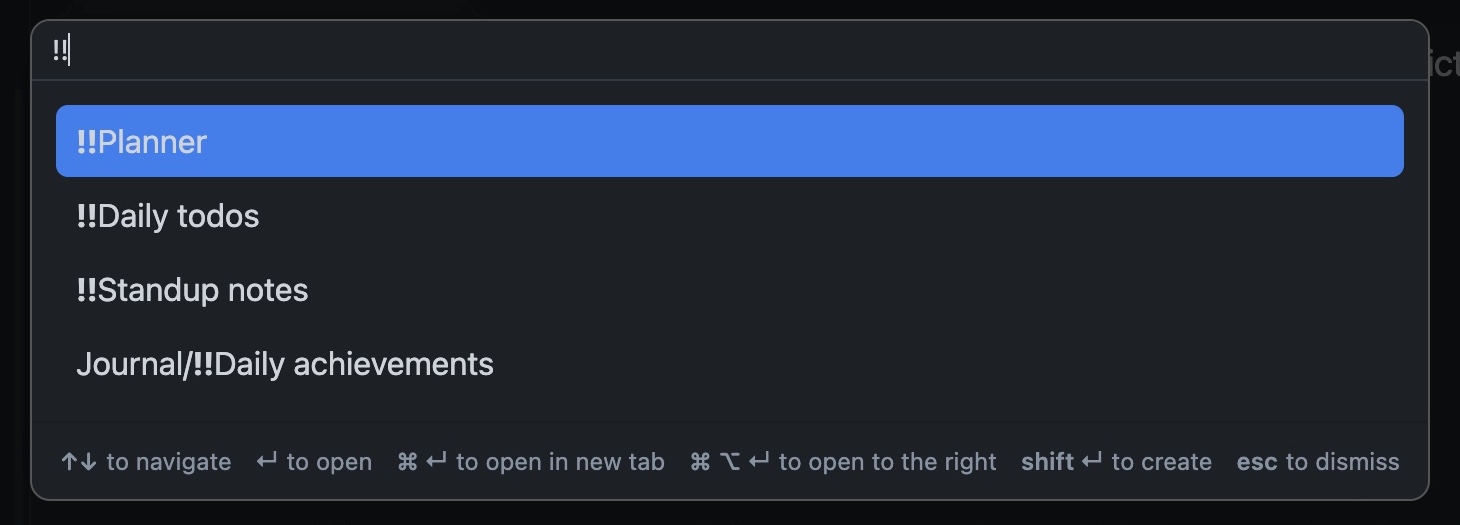 !!
!!Planner
!!Daily todos
!!Standup notes
Journal/!!Daily achievements
↑↓ to navigate ↵ to open ⌘ ↵ to open in new tab ⌘ ⌥ ↵ to open to the right shift ↵ to create esc to dismiss